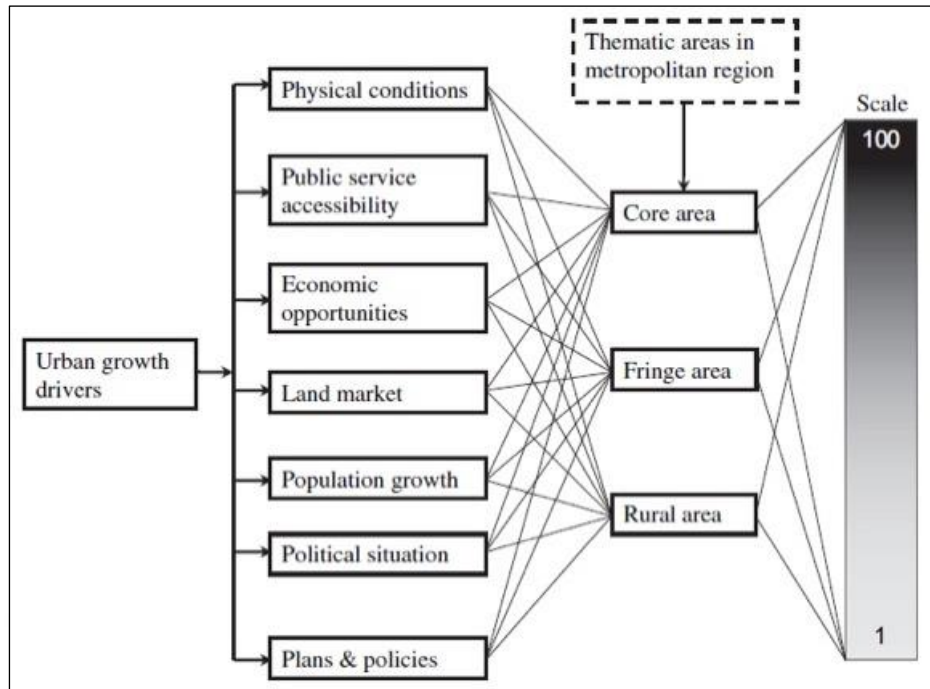 Thematic areas in
metropolitan region
Scale
100
1
Urban growth
drivers
Physical conditions
Public service
accessibility
Economic
opportunities
Land market
Population growth
Political situation
Plans & policies
Core area
Fringe area
Rural area